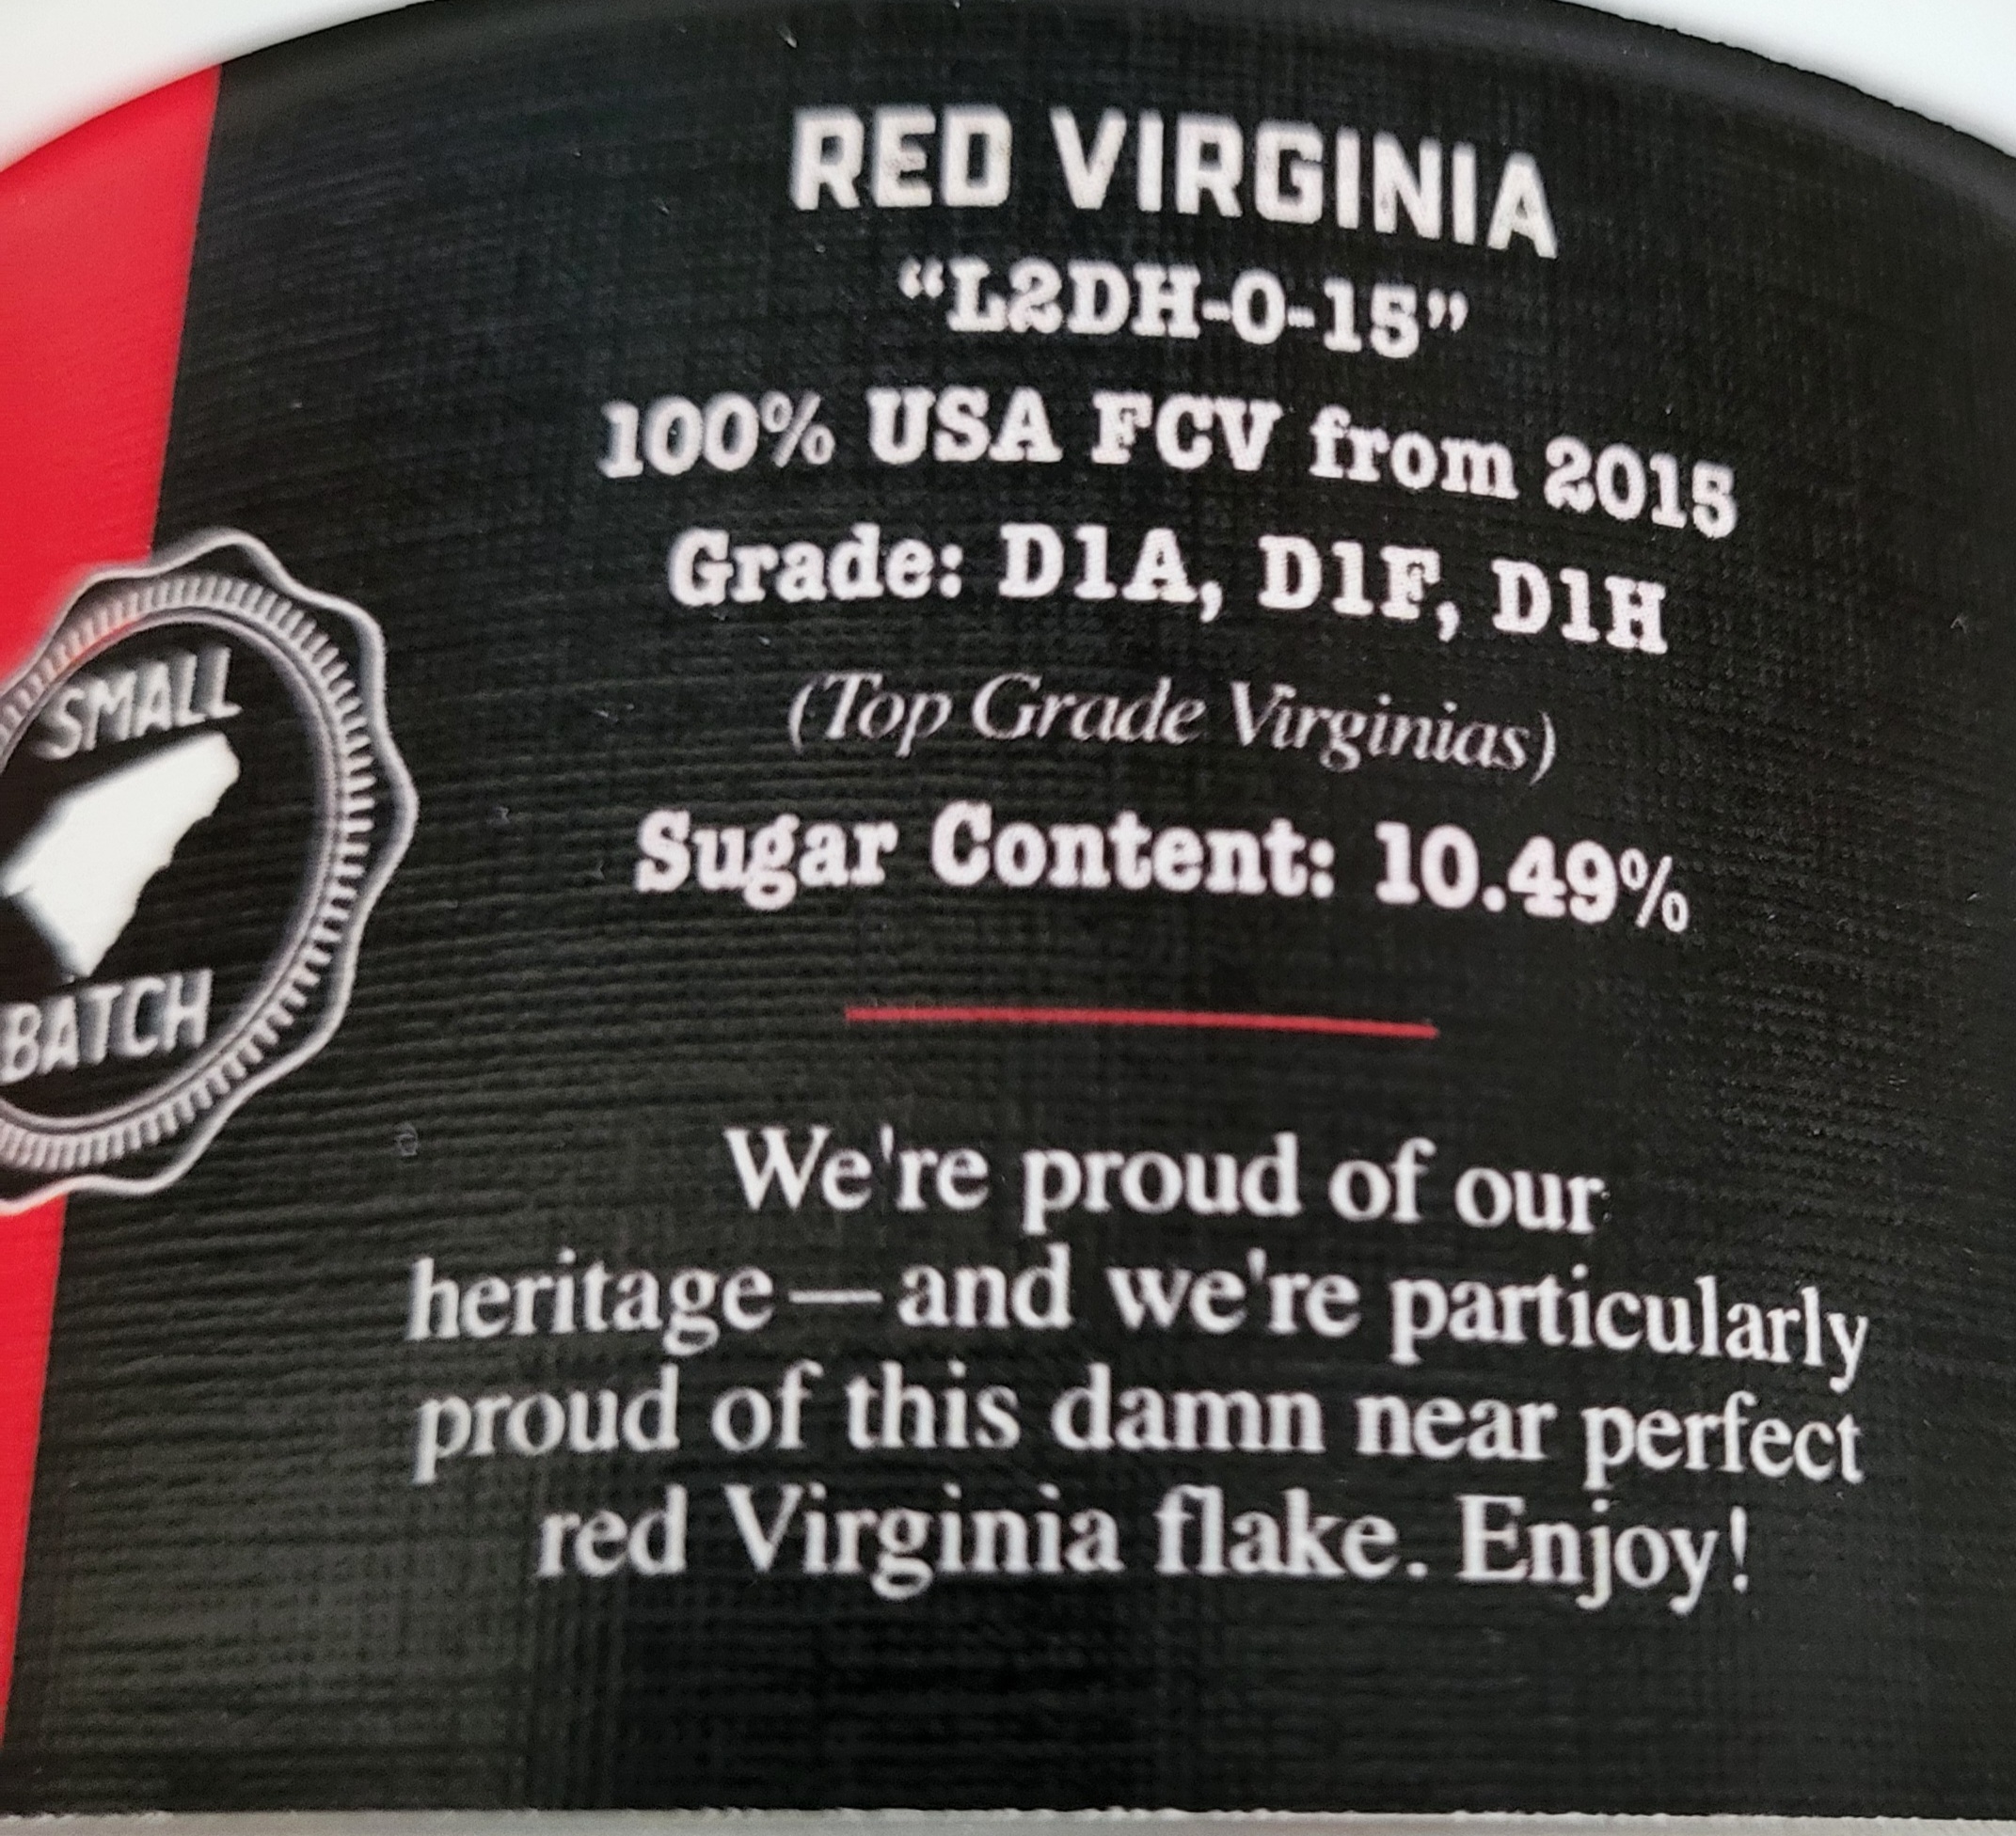 RED VIRGINIA
“L2DH-0-15”
100% USA FCV from 2015
Grade: D1A, D1F, D1H
(Top Grade Virginias)
Sugar Content: 10.49%
SMALL
BATCH
We're proud of our
heritage—and we're particularly
proud of this damn near perfect
red Virginia flake. Enjoy!